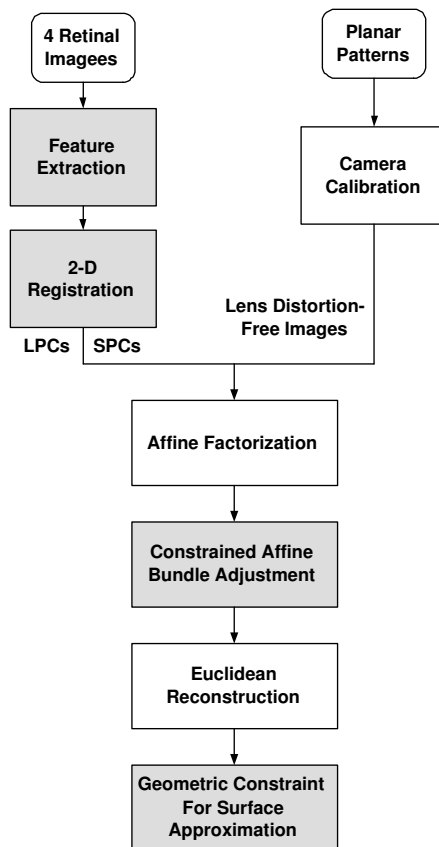 4 Retinal
Imagees
Planar
Patterns
Feature
Extraction
Camera
Calibration
2-D
Registration
Lens Distortion-
Free Images
LPCs SPCs
Affine Factorization
Constrained Affine
Bundle Adjustment
Euclidean
Reconstruction
Geometric Constraint
For Surface
Approximation